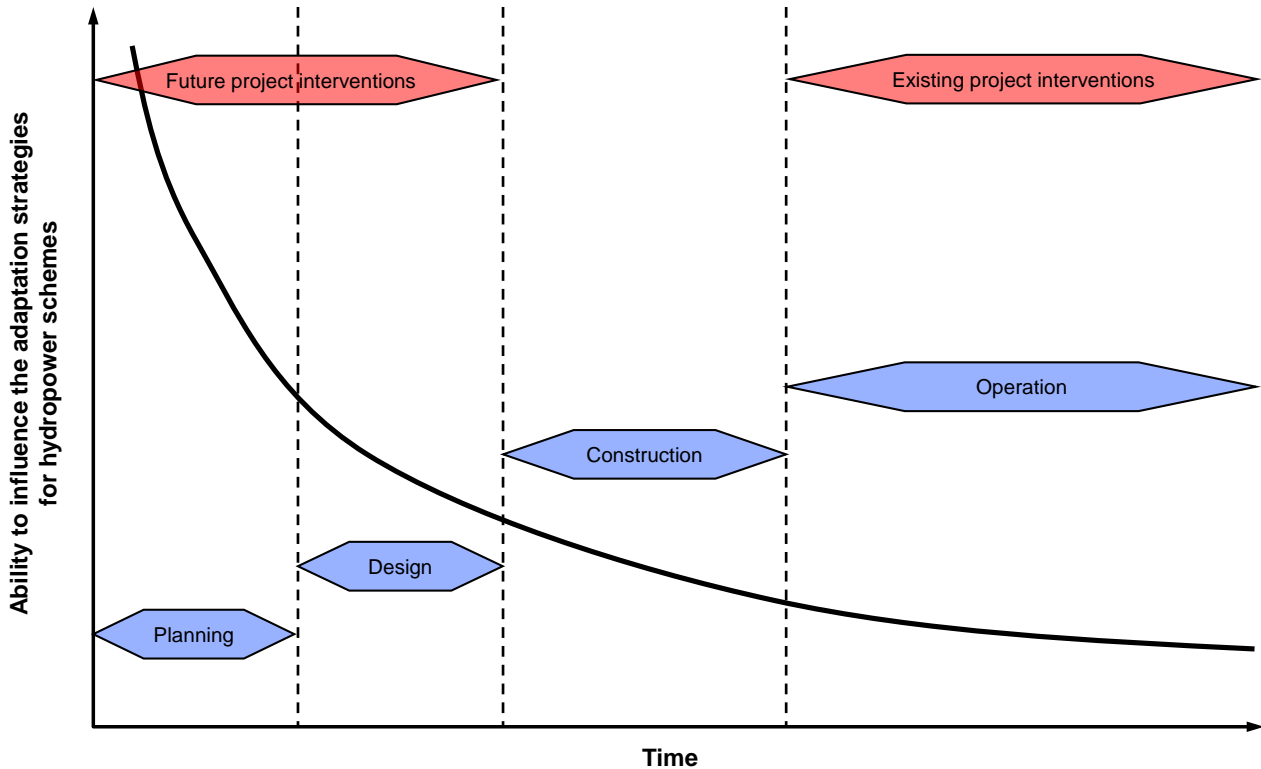 Ability to influence the adaptation strategies
for hydropower schemes
Future project interventions
Existing project interventions
Operation
Construction
Design
Planning
Time